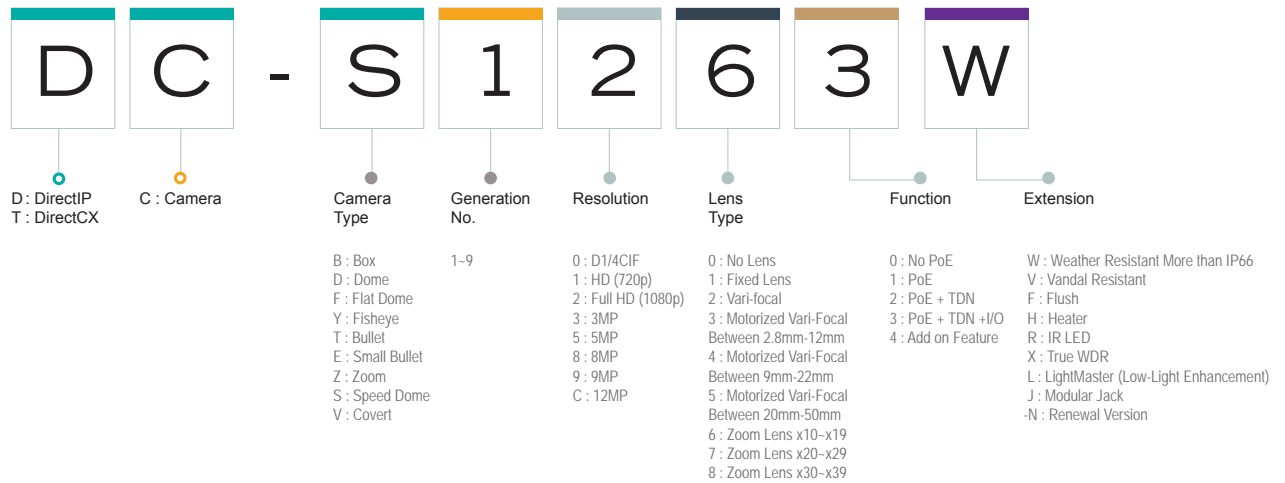 DC-S1263W
D : DirectIP
T : DirectCX
C : Camera
Camera
Type
B : Box
D : Dome
F : Flat Dome
Y : Fisheye
T : Bullet
E : Small Bullet
Z : Zoom
S : Speed Dome
V : Covert
Generation
No.
1~9
Resolution
0 : D1/4CIF
1 : HD (720p)
2 : Full HD (1080p)
3 : 3MP
5 : 5MP
8 : 8MP
9 : 9MP
C : 12MP
Lens
Type
0 : No Lens
1 : Fixed Lens
2 : Vari-focal
3 : Motorized Vari-Focal
Between 2.8mm-12mm
4 : Motorized Vari-Focal
Between 9mm-22mm
5 : Motorized Vari-Focal
Between 20mm-50mm
6 : Zoom Lens x10~x19
7 : Zoom Lens x20~x29
8 : Zoom Lens x30~x39
Function
0 : No PoE
1 : PoE
2 : PoE + TDN
3 : PoE + TDN +I/O
4 : Add on Feature
Extension
W : Weather Resistant More than IP66
V : Vandal Resistant
F : Flush
H : Heater
R : IR LED
X : True WDR
L : LightMaster (Low-Light Enhancement)
J : Modular Jack
-N : Renewal Version